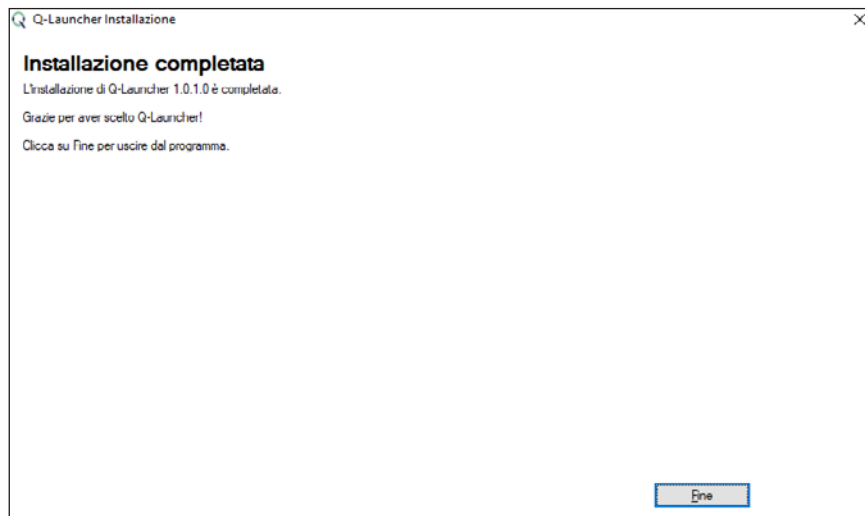 Q-Launcher Installazione
Installazione completata
L'installazione di Q-Launcher 1.0.1.0 è completata.
Grazie per aver scelto Q-Launcher!
Clicca su Fine per uscire dal programma.
Fine